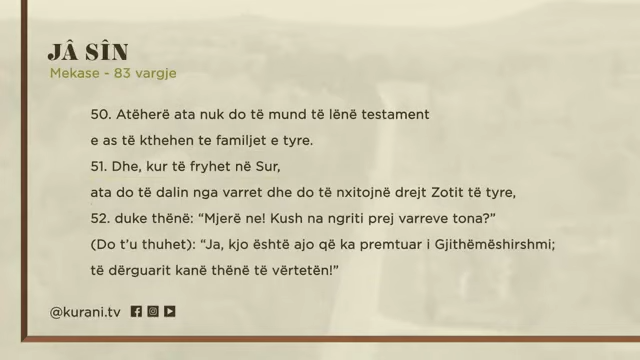 JÂ SÎN
Mekase - 83 vargje
50. Atëherë ata nuk do të mund të lënë testament
e as të kthehen te familjet e tyre.
51. Dhe, kur të fryhet në Sur,
ata do të dalin nga varret dhe do të nxitojnë drejt Zotit të tyre,
52. duke thënë: “Mjerë ne! Kush na ngriti prej varreve tona?”
(Do t’u thuhet): “Ja, kjo është ajo që ka premtuar i Gjithëmëshirshmi;
të dërguarit kanë thënë të vërtetën!”
@kurani.tv